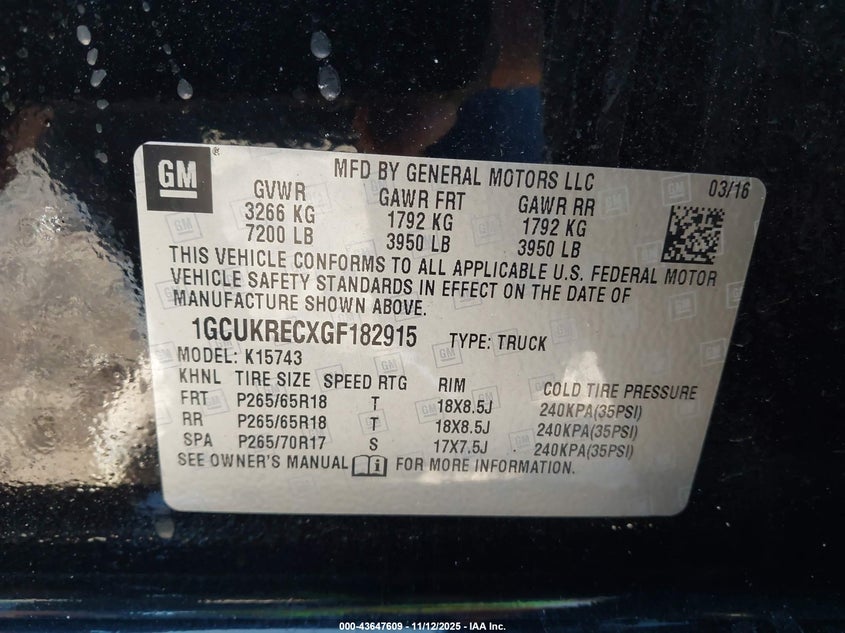 GM
MFD BY GENERAL MOTORS LLC 03/16
GVWR GAWR FRT GAWR RR
3266 KG 1792 KG 1792 KG
7200 LB 3950 LB 3950 LB
THIS VEHICLE CONFORMS TO ALL APPLICABLE U.S. FEDERAL MOTOR
VEHICLE SAFETY STANDARDS IN EFFECT ON THE DATE OF
MANUFACTURE SHOWN ABOVE.
1GCUKRECXGF182915 TYPE: TRUCK
MODEL: K15743
KHNL TIRE SIZE SPEED RTG RIM COLD TIRE PRESSURE
FRT P265/65R18 T 18X8.5J 240KPA(35PSI)
RR P265/65R18 T 18X8.5J 240KPA(35PSI)
SPA P265/70R17 S 17X7.5J 240KPA(35PSI)
SEE OWNER'S MANUAL FOR MORE INFORMATION.
000-43647609 - 11/12/2025 - IAA Inc.